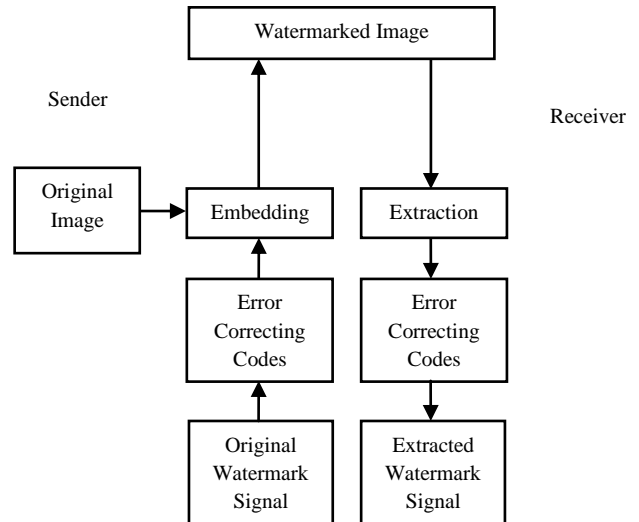 Watermarked Image
Sender
Receiver
Original
Image
Embedding
Extraction
Error
Correcting
Codes
Error
Correcting
Codes
Original
Watermark
Signal
Extracted
Watermark
Signal